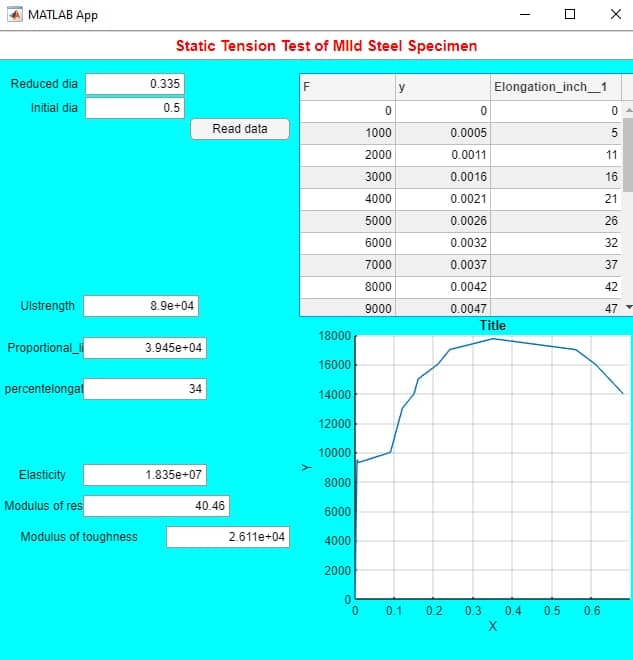 MATLAB App
Static Tension Test of MIld Steel Specimen
Reduced dia 0.335
Initial dia 0.5
Read data
F y Elongation_inch__1
0 0 0
1000 0.0005 5
2000 0.0011 11
3000 0.0016 16
4000 0.0021 21
5000 0.0026 26
6000 0.0032 32
7000 0.0037 37
8000 0.0042 42
9000 0.0047 47
Ulstrength 8.9e+04
Proportional_li 3.945e+04
percentelongat 34
Elasticity 1.835e+07
Modulus of res 40.46
Modulus of toughness 2.611e+04
Title
18000
16000
14000
12000
10000
8000
6000
4000
2000
0
Y
0 0.1 0.2 0.3 0.4 0.5 0.6
X